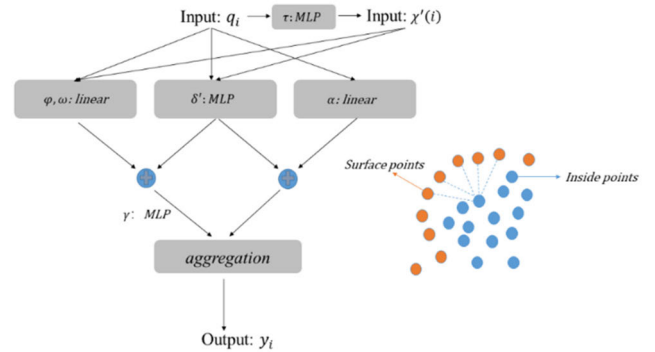 Input: qᵢ
τ: MLP
Input: χ′(i)
φ, ω: linear
δ′: MLP
α: linear
Surface points
Inside points
γ: MLP
aggregation
Output: yᵢ